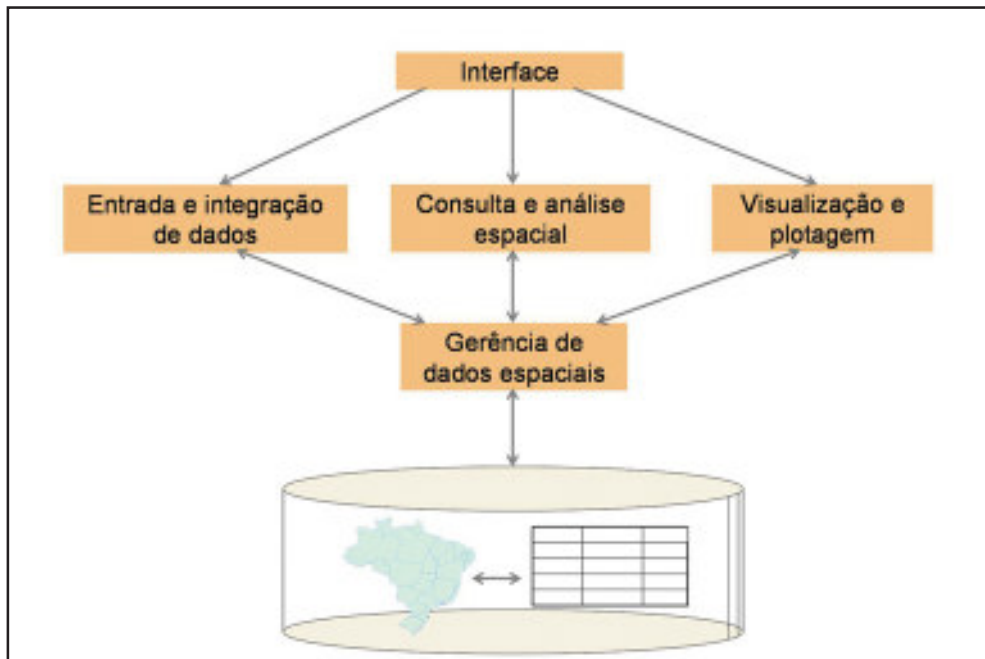 Interface
Entrada e integração
de dados
Consulta e análise
espacial
Visualização e
plotagem
Gerência de
dados espaciais